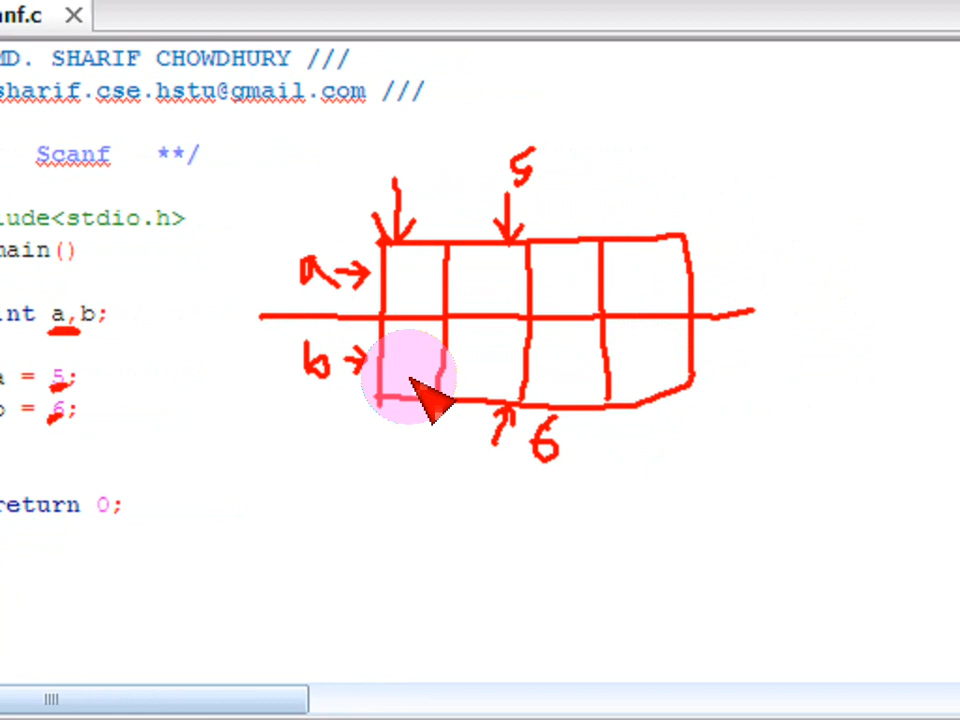 nf.c
MD. SHARIF CHOWDHURY ///
sharif.cse.hstu@gmail.com ///
Scanf **/
lude<stdio.h>
main()
int a,b;
a = 5;
b = 6;
return 0;
5
a
b
6